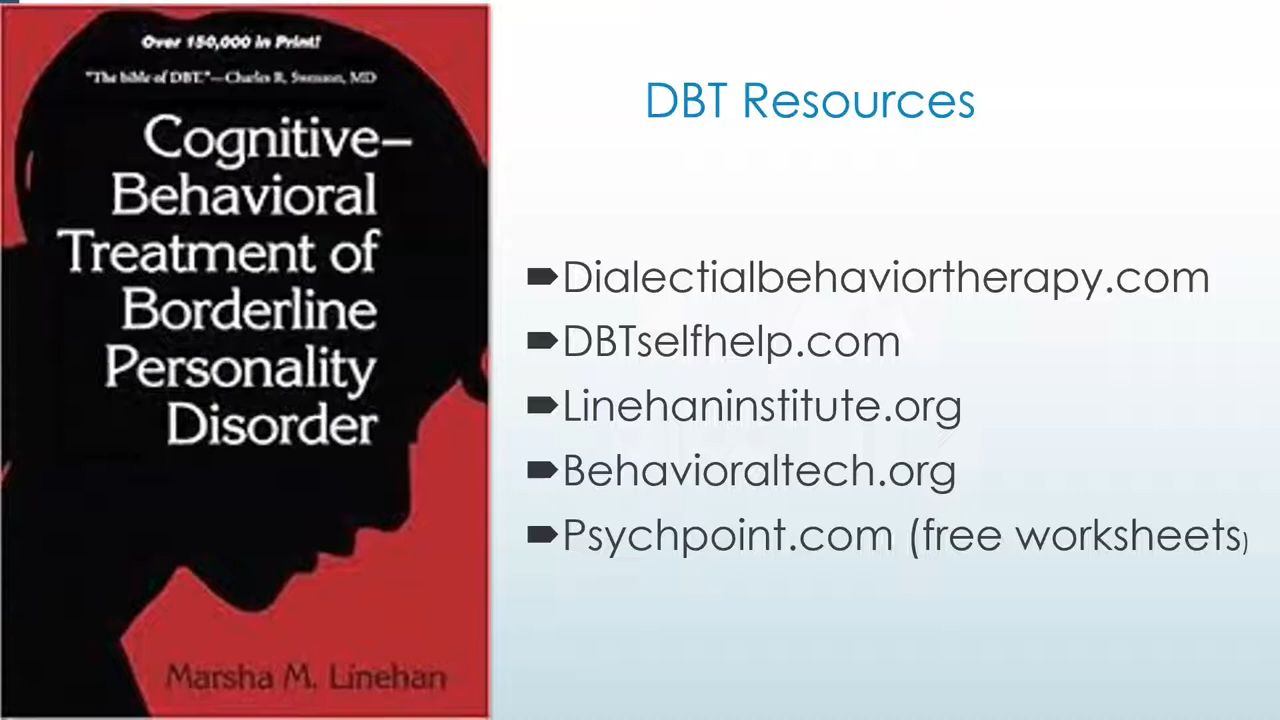 Over 150,000 in Print!
"The bible of DBT."—Charles R. Swenson, MD
Cognitive–
Behavioral
Treatment of
Borderline
Personality
Disorder
Marsha M. Linehan
DBT Resources
Dialectialbehaviortherapy.com
DBTselfhelp.com
Linehaninstitute.org
Behavioraltech.org
Psychpoint.com (free worksheets)